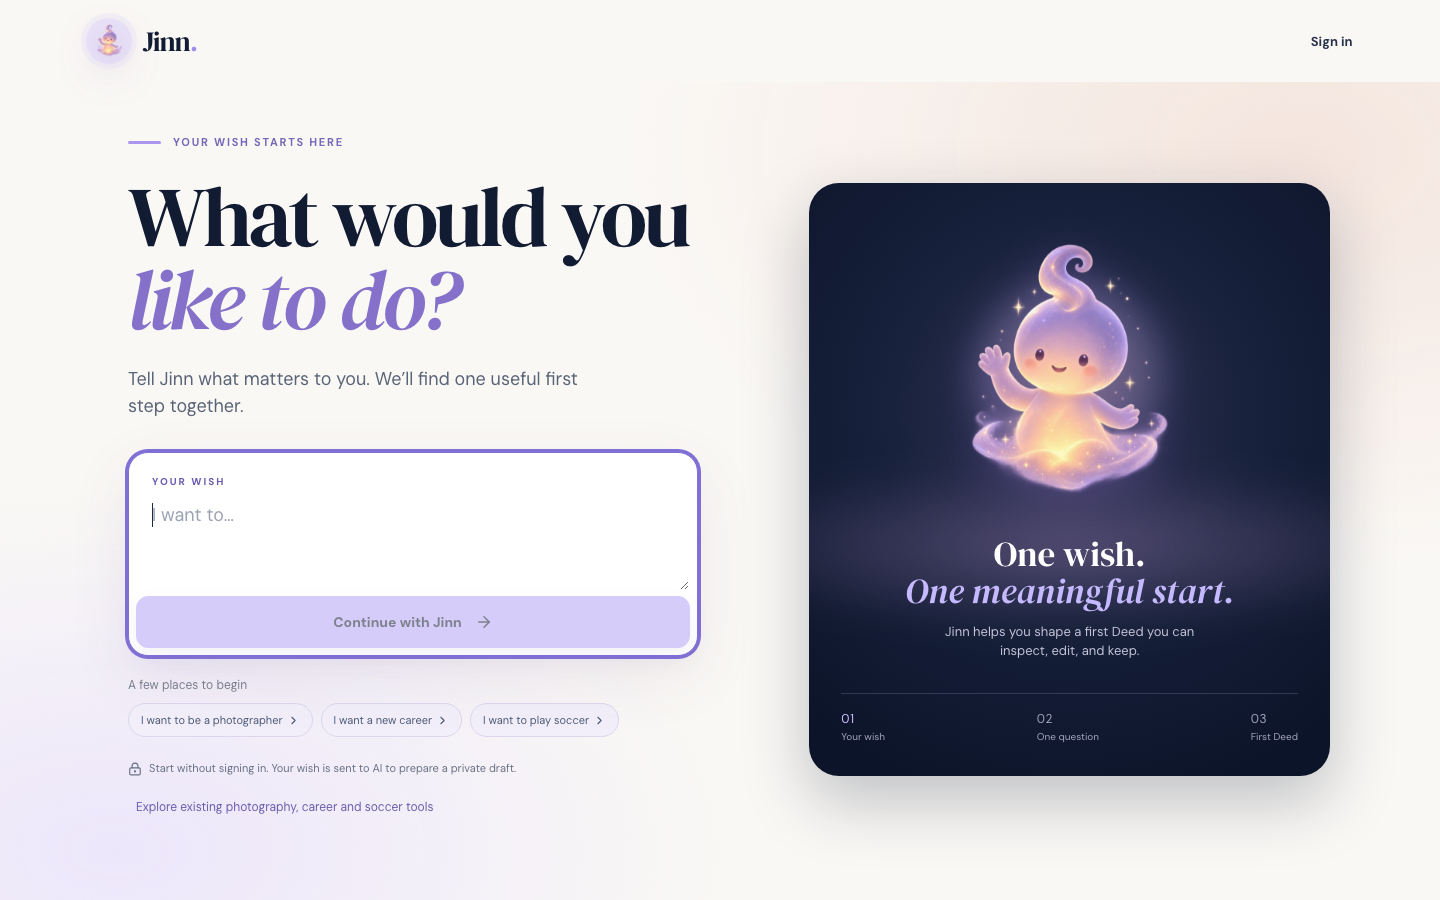 Jinn.
Sign in
YOUR WISH STARTS HERE
What would you
like to do?
Tell Jinn what matters to you. We’ll find one useful first
step together.
YOUR WISH
I want to...
Continue with Jinn
A few places to begin
I want to be a photographer
I want a new career
I want to play soccer
Start without signing in. Your wish is sent to AI to prepare a private draft.
Explore existing photography, career and soccer tools
One wish.
One meaningful start.
Jinn helps you shape a first Deed you can
inspect, edit, and keep.
01
Your wish
02
One question
03
First Deed